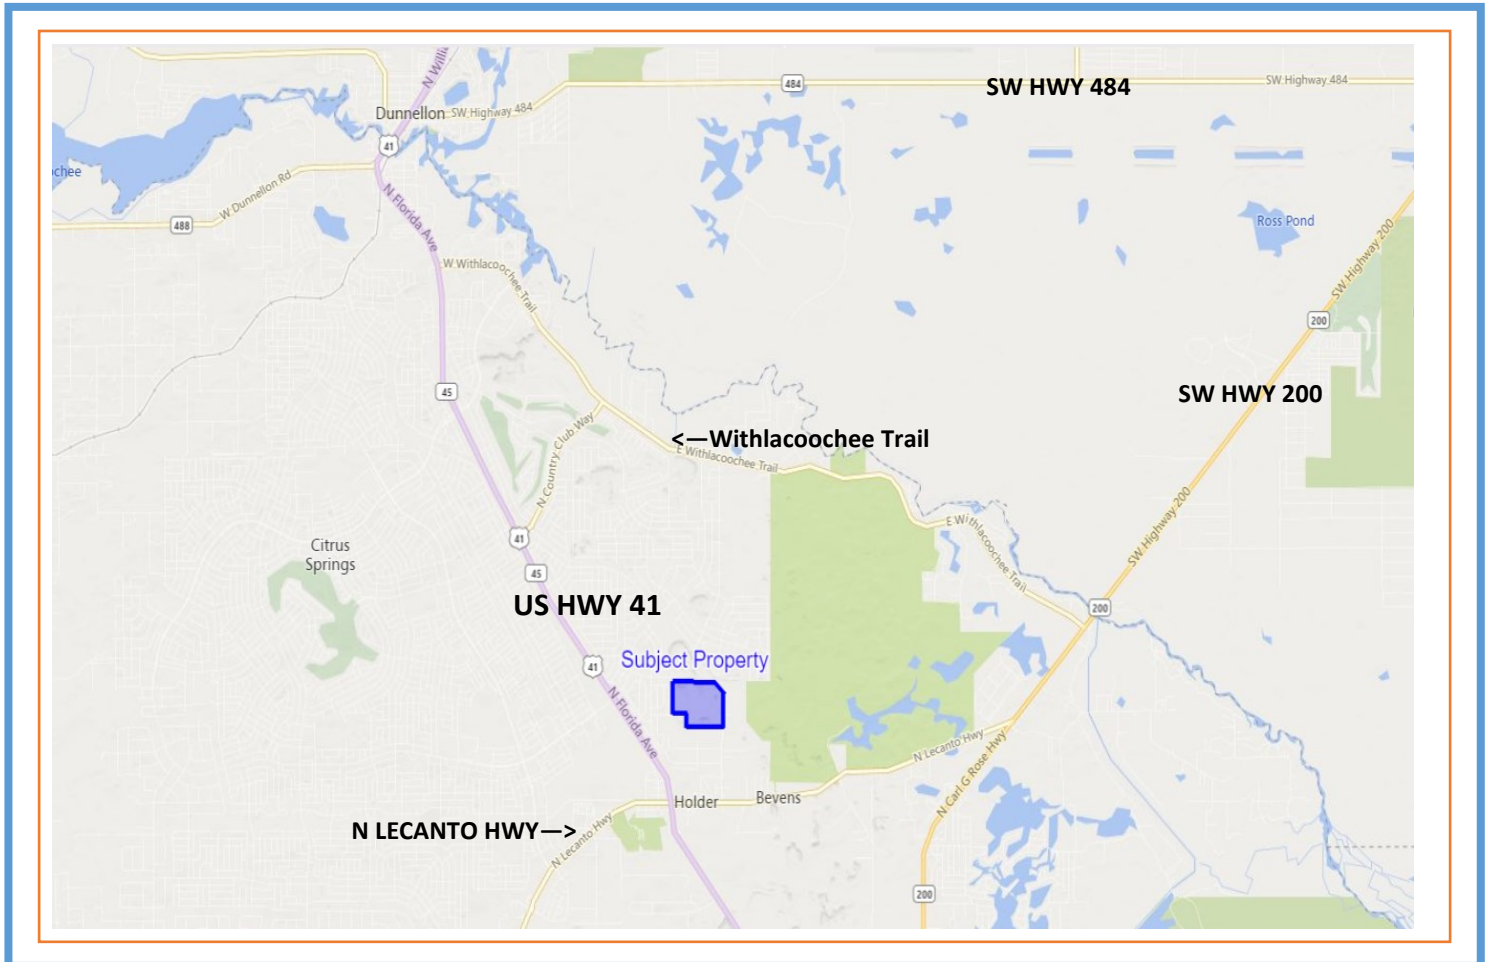 N Willia
484
SW HWY 484
SW Highway 484
Dunnellon
SW Highway 484
41
ochee
W Dunnellon Rd
488
N Florida Ave
Ross Pond
SW Highway 200
W Withlacoochee Trail
200
45
SW HWY 200
N Country Club Way
<—Withlacoochee Trail
E Withlacoochee Trail
41
E Withlacoochee Trail
SW Highway 200
Citrus
Springs
45
US HWY 41
200
Subject Property
41
N Florida Ave
N Lecanto Hwy
N Carl G Rose Hwy
Holder
Bevens
N LECANTO HWY—>
N Lecanto Hwy
200